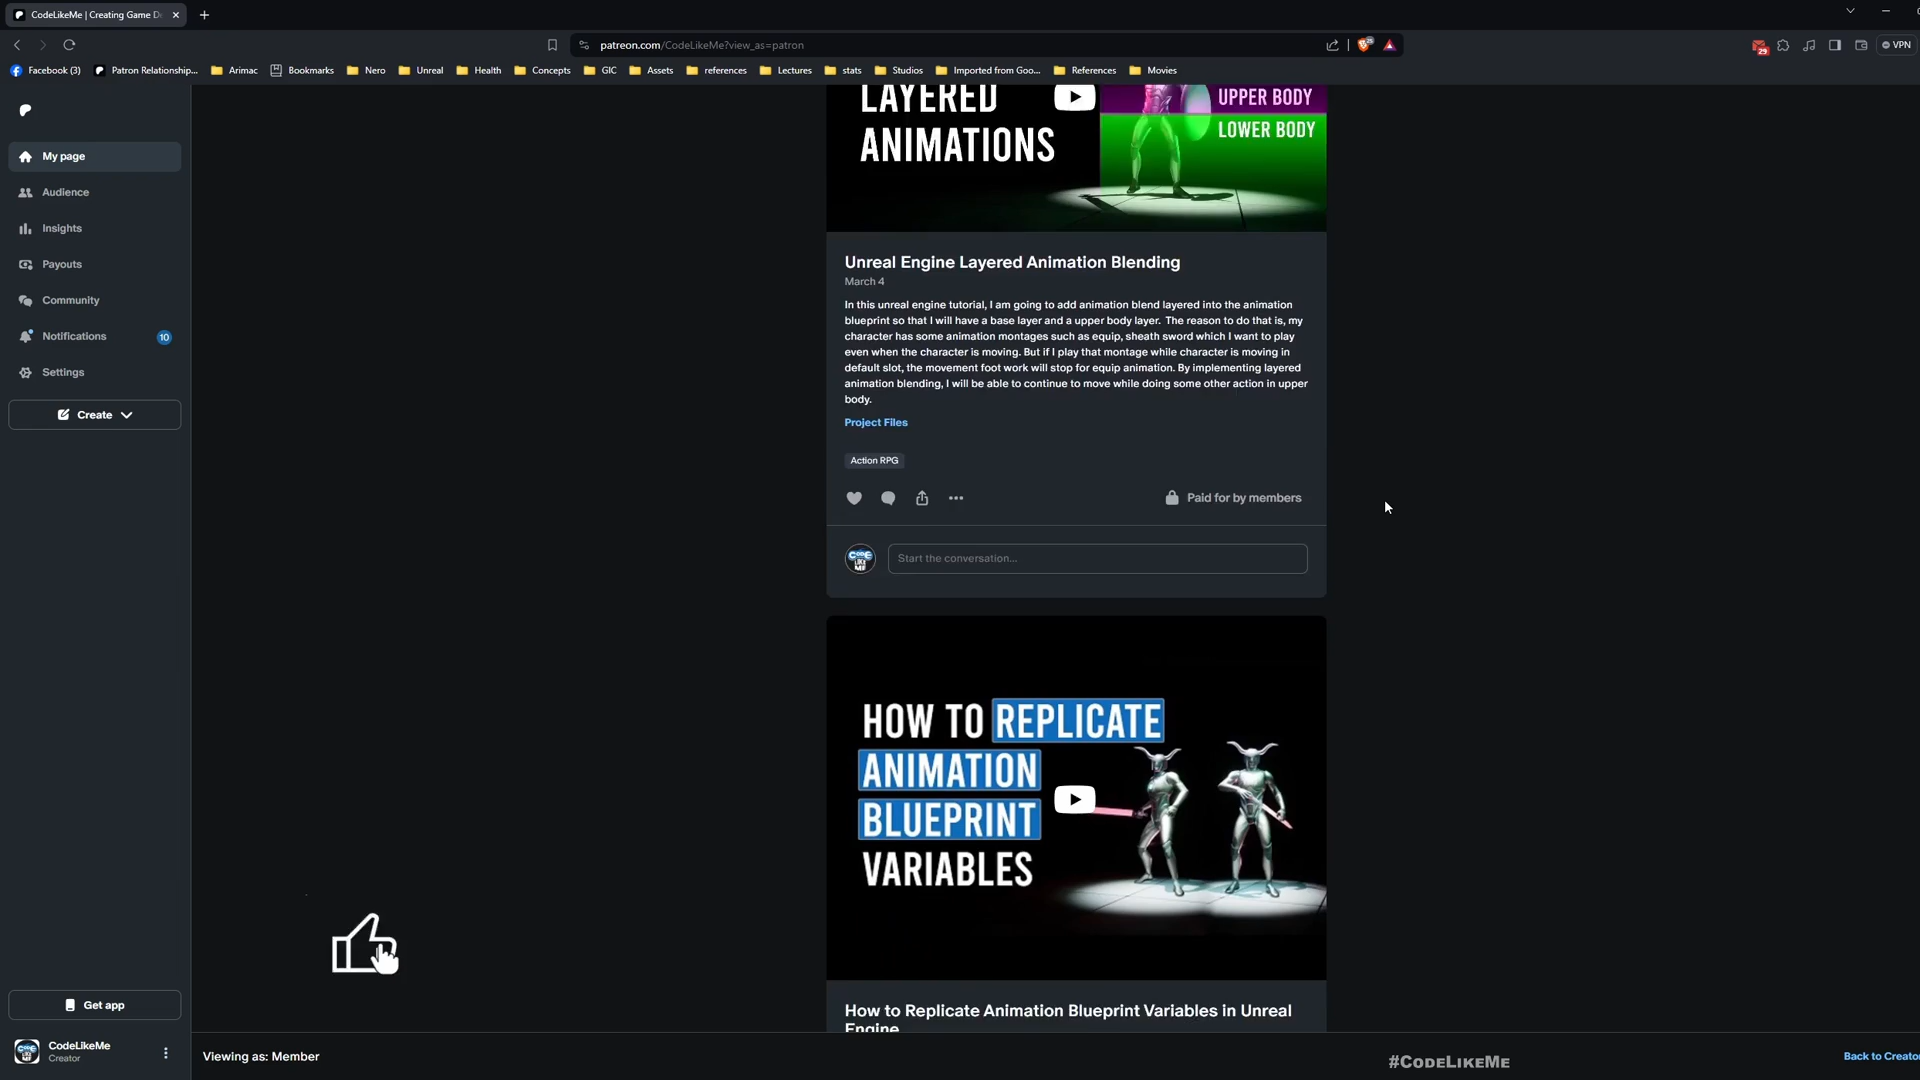 CodeLikeMe | Creating Game D
patreon.com/CodeLikeMe?view_as=patron
25
29
VPN
Facebook (3)
Patron Relationship...
Arimac
Bookmarks
Nero
Unreal
Health
Concepts
GIC
Assets
references
Lectures
stats
Studios
Imported from Goo...
References
Movies
My page
Audience
Insights
Payouts
Community
Notifications
10
Settings
Create
Get app
CodeLikeMe
Creator
LAYERED
ANIMATIONS
UPPER BODY
LOWER BODY
Unreal Engine Layered Animation Blending
March 4
In this unreal engine tutorial, I am going to add animation blend layered into the animation
blueprint so that I will have a base layer and a upper body layer. The reason to do that is, my
character has some animation montages such as equip, sheath sword which I want to play
even when the character is moving. But if I play that montage while character is moving in
default slot, the movement foot work will stop for equip animation. By implementing layered
animation blending, I will be able to continue to move while doing some other action in upper
body.
Project Files
Action RPG
Paid for by members
CODE
LIKE
ME!
Start the conversation...
HOW TO REPLICATE
ANIMATION
BLUEPRINT
VARIABLES
How to Replicate Animation Blueprint Variables in Unreal
Engine
Viewing as: Member
#CodeLikeMe
Back to Creato